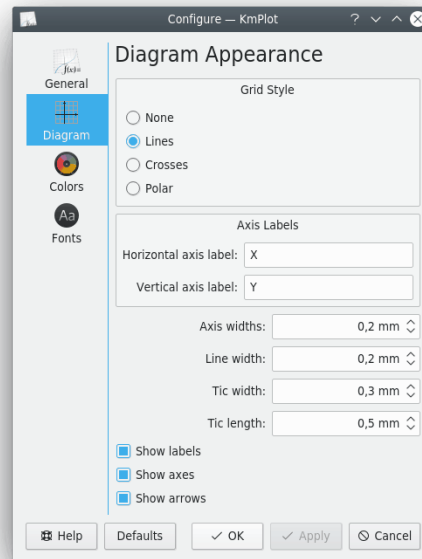 Configure — KmPlot
Diagram Appearance
General
Diagram
Colors
Aa
Fonts
Grid Style
None
Lines
Crosses
Polar
Axis Labels
Horizontal axis label: X
Vertical axis label: Y
Axis widths: 0,2 mm
Line width: 0,2 mm
Tic width: 0,3 mm
Tic length: 0,5 mm
Show labels
Show axes
Show arrows
Help Defaults OK Apply Cancel